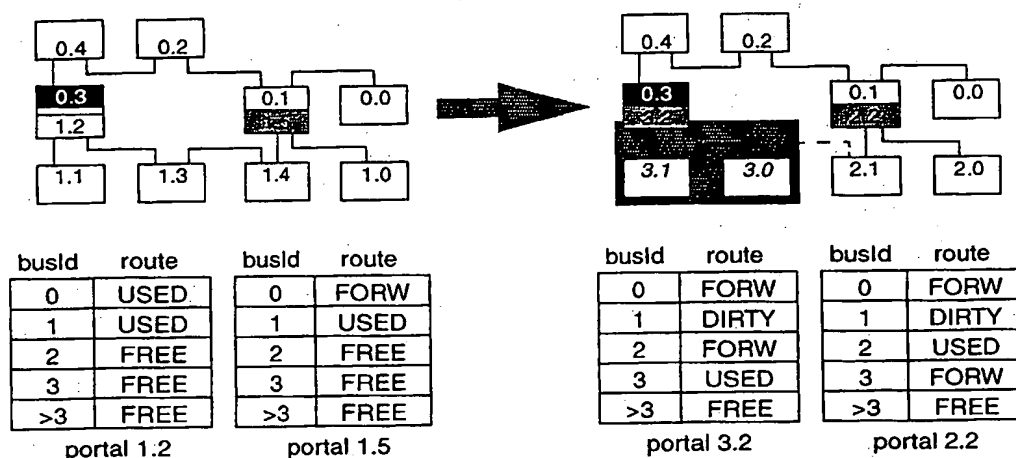 0.4 0.2 0.4 0.2
0.3 0.1 0.0 0.3 0.1 0.0
1.2 3.2 2.2
1.1 1.3 1.4 1.0 3.1 3.0 2.1 2.0
busId route busId route busId route busId route
0 USED 0 FORW 0 FORW 0 FORW
1 USED 1 USED 1 DIRTY 1 DIRTY
2 FREE 2 FREE 2 FORW 2 USED
3 FREE 3 FREE 3 USED 3 FORW
>3 FREE >3 FREE >3 FREE >3 FREE
portal 1.2 portal 1.5 portal 3.2 portal 2.2